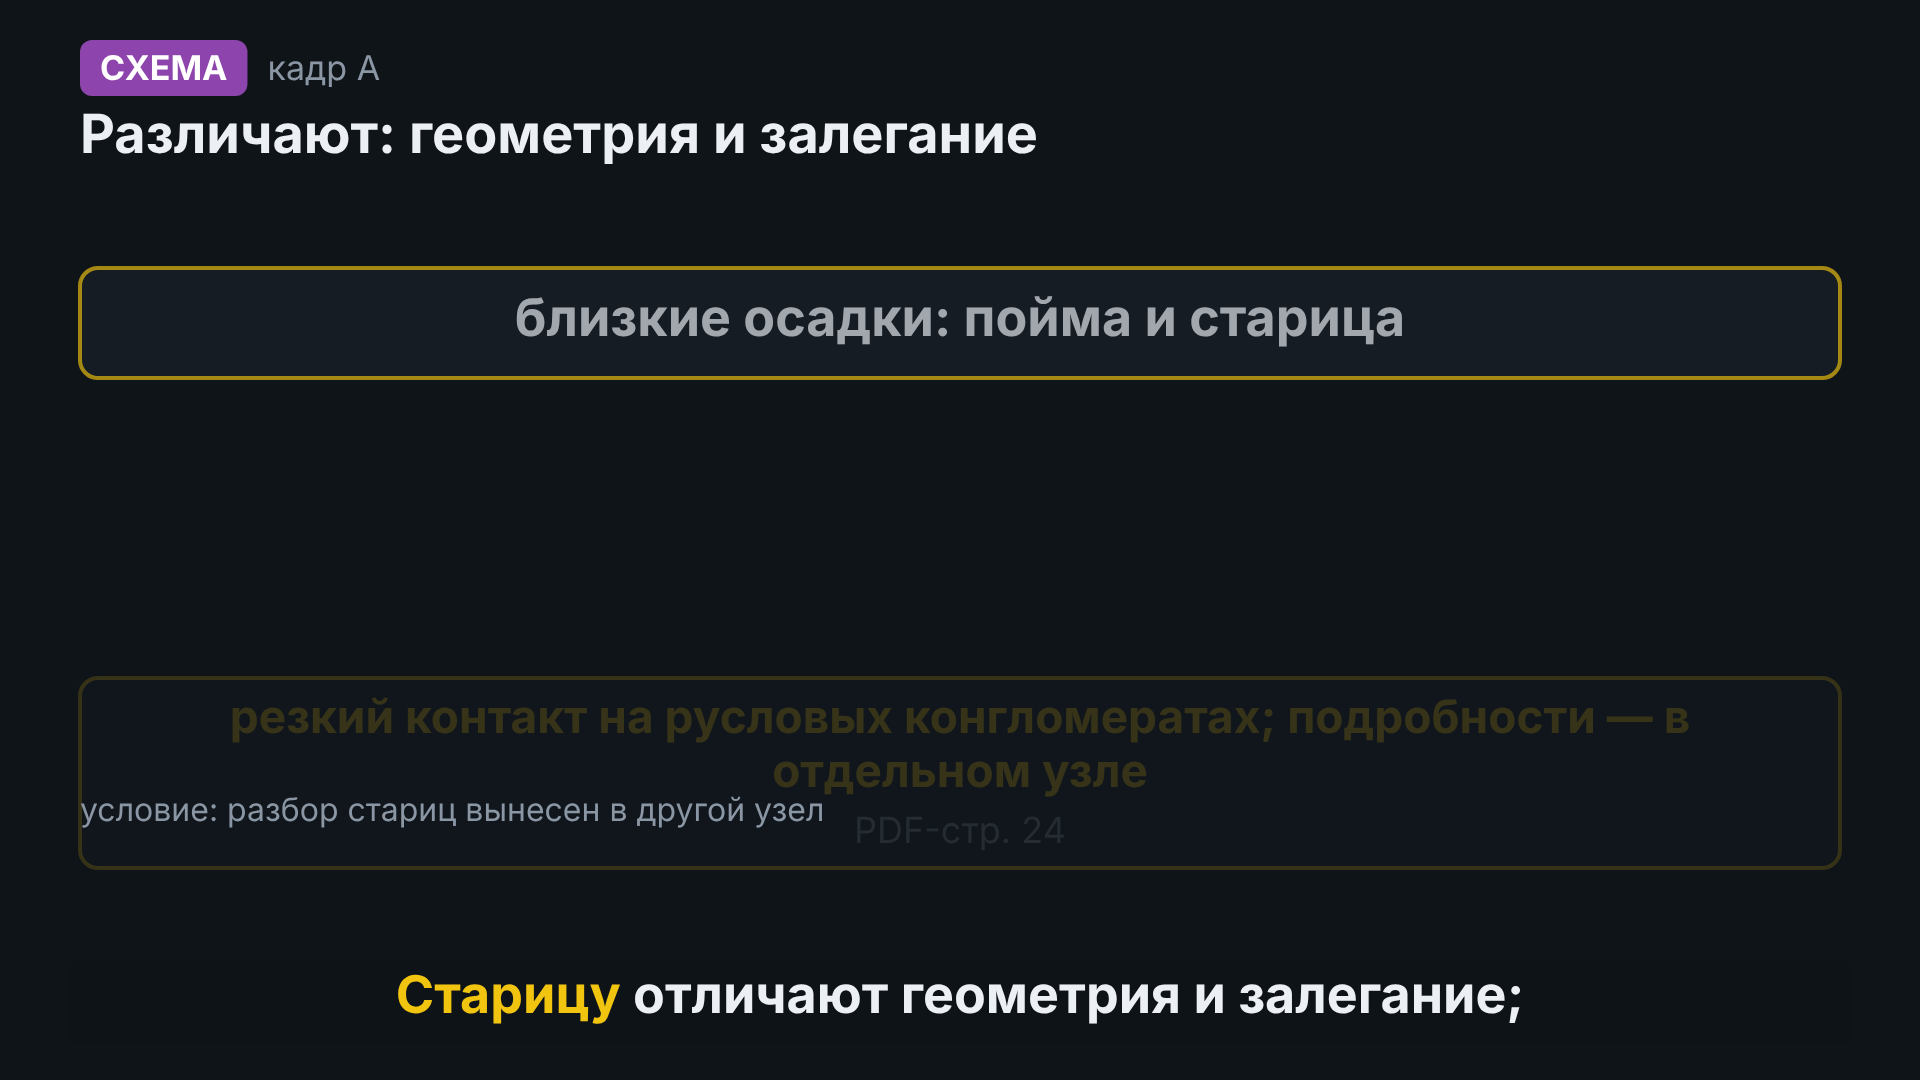 СХЕМА кадр А
Различают: геометрия и залегание
близкие осадки: пойма и старица
резкий контакт на русловых конгломератах; подробности — в
отдельном узле
условие: разбор стариц вынесен в другой узел
PDF-стр. 24
Старицу отличают геометрия и залегание;